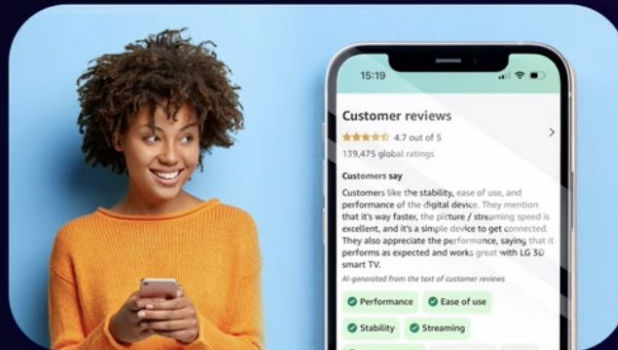 15:19
Customer reviews
4.7 out of 5
139,475 global ratings
Customers say
Customers like the stability, ease of use, and
performance of the digital device. They mention
that it's way faster, the picture / streaming speed is
excellent, and it's a simple device to get connected.
They also appreciate the performance, saying that it
performs as expected and works great with LG 3D
smart TV.
AI-generated from the text of customer reviews
Performance Ease of use
Stability Streaming